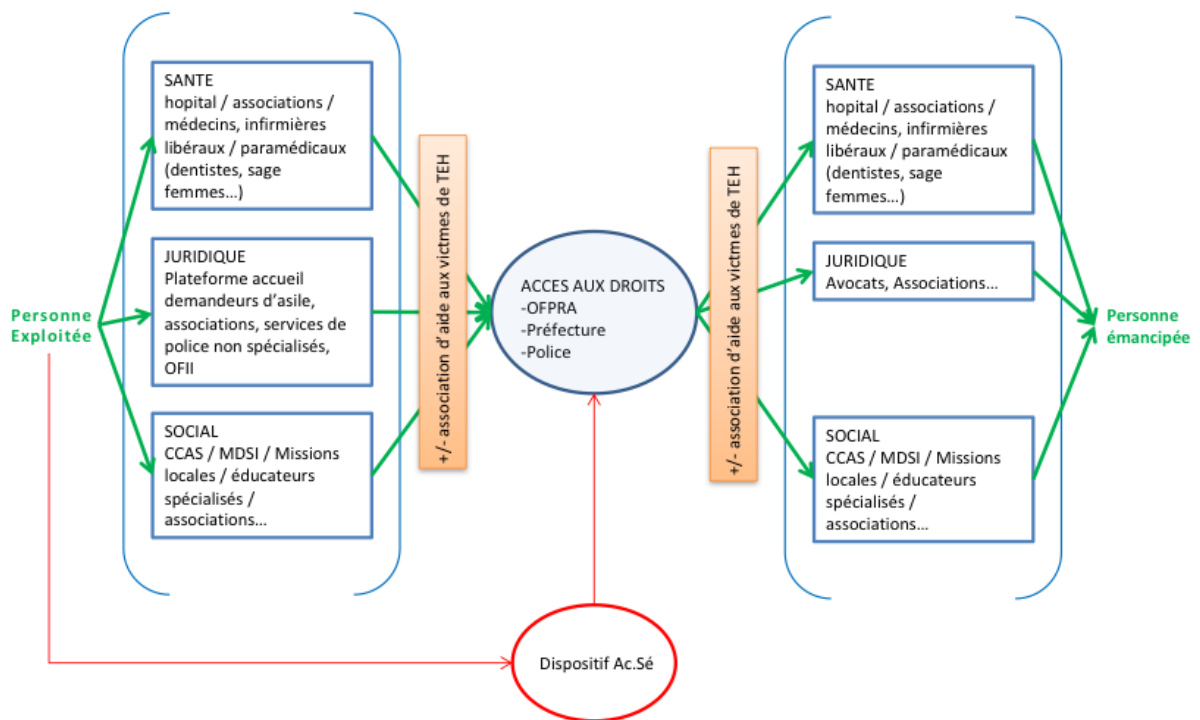 Personne
Exploitée
SANTE
hopital / associations /
médecins, infirmières
libéraux / paramédicaux
(dentistes, sage
femmes…)
JURIDIQUE
Plateforme accueil
demandeurs d'asile,
associations, services de
police non spécialisés,
OFII
SOCIAL
CCAS / MDSI / Missions
locales / éducateurs
spécialisés /
associations…
+/- association d'aide aux victmes de TEH
ACCES AUX DROITS
-OFPRA
-Préfecture
-Police
+/- association d'aide aux victmes de TEH
SANTE
hopital / associations /
médecins, infirmières
libéraux / paramédicaux
(dentistes, sage
femmes…)
JURIDIQUE
Avocats, Associations…
SOCIAL
CCAS / MDSI / Missions
locales / éducateurs
spécialisés /
associations…
Personne
émancipée
Dispositif Ac.Sé